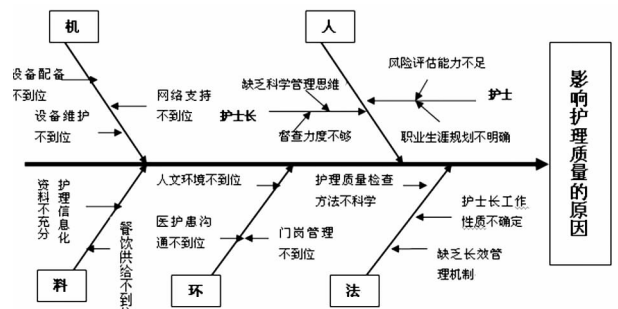 机
人
设备配备
不到位
网络支持
不到位
设备维护
不到位
缺乏科学管理思维
护士长
督查力度不够
风险评估能力不足
护士
职业生涯规划不明确
影响护理质量的原因
护理信息化
资料不充分
餐饮供给不到位
人文环境不到位
医护患沟
通不到位
门岗管理
不到位
护理质量检查
方法不科学
护士长工作
性质不确定
缺乏长效管
理机制
料
环
法